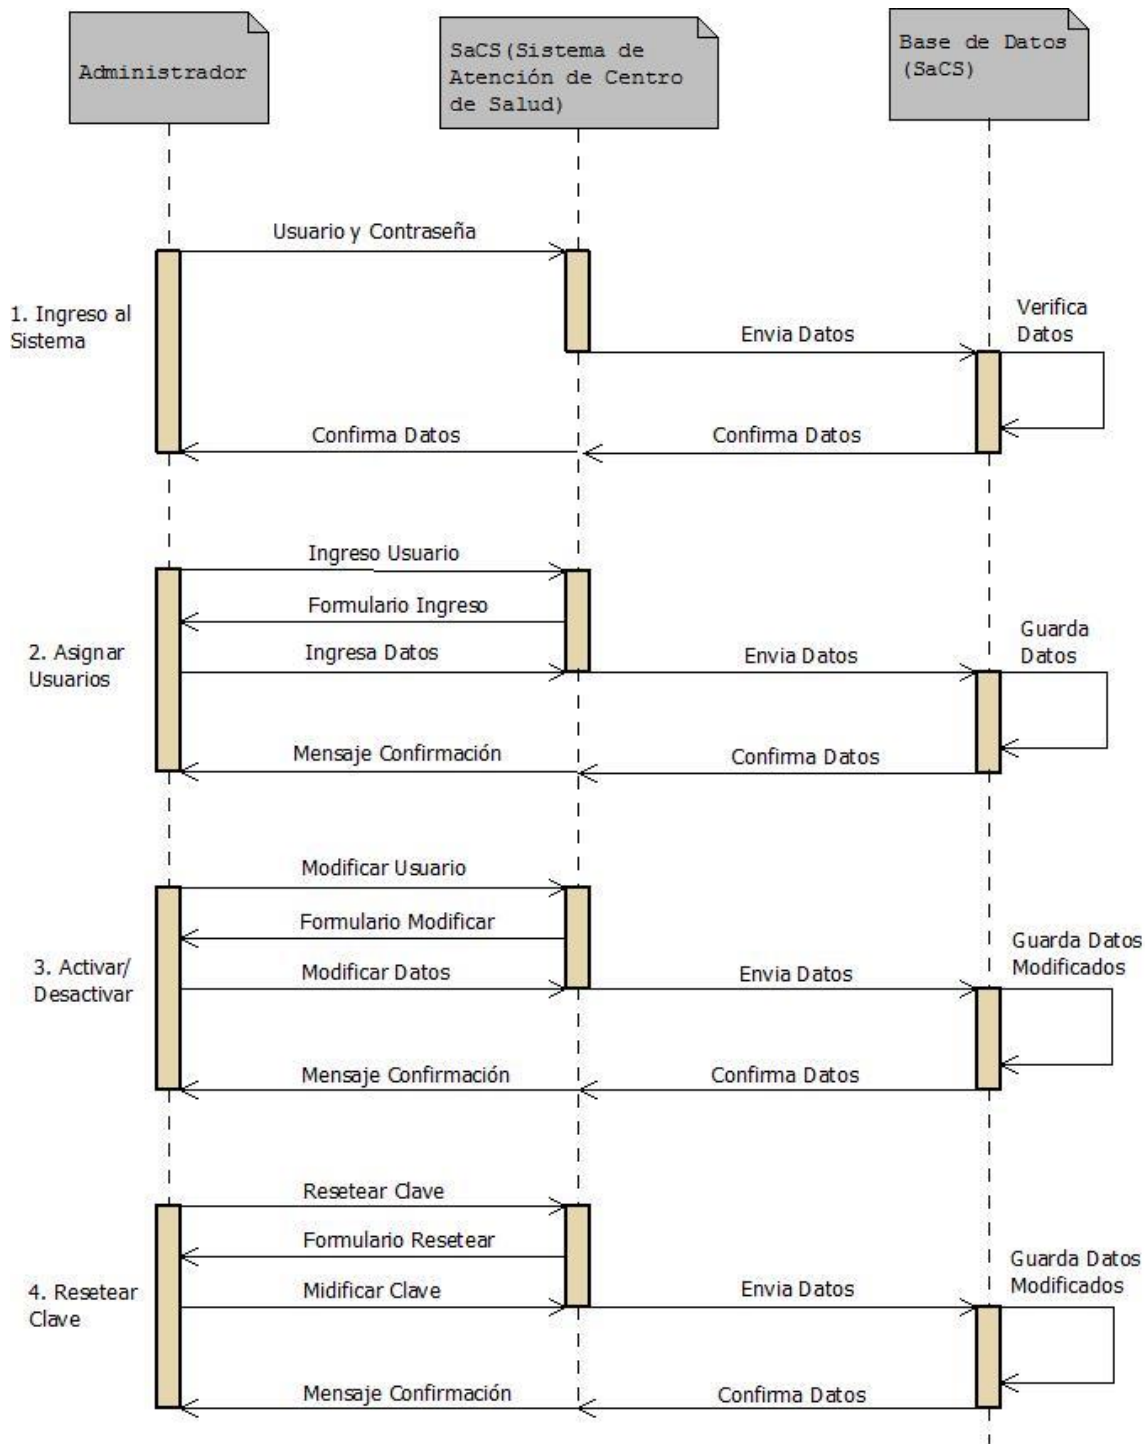 Administrador
SaCS(Sistema de
Atención de Centro
de Salud)
Base de Datos
(SaCS)
Usuario y Contraseña
1. Ingreso al
Sistema
Envia Datos
Verifica
Datos
Confirma Datos
Confirma Datos
Ingreso Usuario
Formulario Ingreso
2. Asignar
Usuarios
Ingresa Datos
Envia Datos
Guarda
Datos
Mensaje Confirmación
Confirma Datos
Modificar Usuario
Formulario Modificar
3. Activar/
Desactivar
Modificar Datos
Envia Datos
Guarda Datos
Modificados
Mensaje Confirmación
Confirma Datos
Resetear Clave
Formulario Resetear
4. Resetear
Clave
Midificar Clave
Envia Datos
Guarda Datos
Modificados
Mensaje Confirmación
Confirma Datos